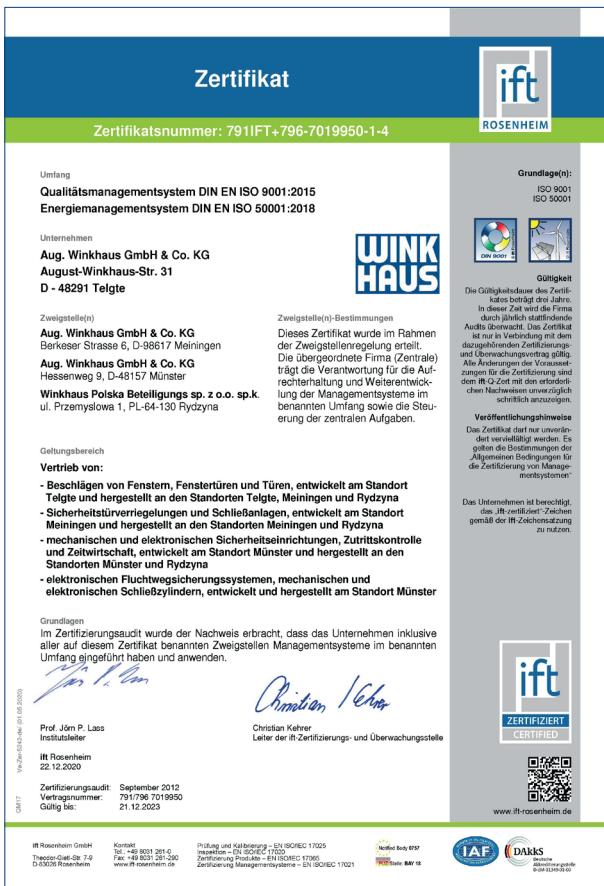 Zertifikat
ift
ROSENHEIM
Zertifikatsnummer: 791IFT+796-7019950-1-4
Umfang
Qualitätsmanagementsystem DIN EN ISO 9001:2015
Energiemanagementsystem DIN EN ISO 50001:2018
Unternehmen
Aug. Winkhaus GmbH & Co. KG
August-Winkhaus-Str. 31
D - 48291 Telgte
WINK
HAUS
Zweigstelle(n)
Aug. Winkhaus GmbH & Co. KG
Berkeser Strasse 6, D-98617 Meiningen
Aug. Winkhaus GmbH & Co. KG
Hessenweg 9, D-48157 Münster
Winkhaus Polska Beteiligungs sp. z o.o. sp.k.
ul. Przemyslowa 1, PL-64-130 Rydzyna
Zweigstelle(n)-Bestimmungen
Dieses Zertifikat wurde im Rahmen
der Zweigstellenregelung erteilt.
Die übergeordnete Firma (Zentrale)
trägt die Verantwortung für die Auf-
rechterhaltung und Weiterentwick-
lung der Managementsysteme im
benannten Umfang sowie die Steu-
erung der zentralen Aufgaben.
Geltungsbereich
Vertrieb von:
- Beschlägen von Fenstern, Fenstertüren und Türen, entwickelt am Standort
Telgte und hergestellt an den Standorten Telgte, Meiningen und Rydzyna
- Sicherheitstürverriegelungen und Schließanlagen, entwickelt am Standort
Meiningen und hergestellt an den Standorten Meiningen und Rydzyna
- mechanischen und elektronischen Sicherheitseinrichtungen, Zutrittskontrolle
und Zeitwirtschaft, entwickelt am Standort Münster und hergestellt an den
Standorten Münster und Rydzyna
- elektronischen Fluchtwegsicherungssystemen, mechanischen und
elektronischen Schließzylindern, entwickelt und hergestellt am Standort Münster
Grundlagen
Im Zertifizierungsaudit wurde der Nachweis erbracht, dass das Unternehmen inklusive
aller auf diesem Zertifikat benannten Zweigstellen Managementsysteme im benannten
Umfang eingeführt haben und anwenden.
Christian Kehrer
Prof. Jörn P. Lass
Institutsleiter
Christian Kehrer
Leiter der ift-Zertifizierungs- und Überwachungsstelle
ift Rosenheim
22.12.2020
Zertifizierungsaudit: September 2012
Vertragsnummer: 791/796 7019950
Gültig bis: 21.12.2023
Grundlage(n):
ISO 9001
ISO 50001
DIN 9001
Gültigkeit
Die Gültigkeitsdauer des Zertifi-
kates beträgt drei Jahre.
In dieser Zeit wird die Firma
durch jährlich stattfindende
Audits überwacht. Das Zertifikat
ist nur in Verbindung mit dem
dazugehörenden Zertifizierungs-
und Überwachungsvertrag gültig.
Alle Änderungen der Vorausset-
zungen für die Zertifizierung sind
dem ift-Q-Zert mit den erforderli-
chen Nachweisen unverzüglich
schriftlich anzuzeigen.
Veröffentlichungshinweise
Das Zertifikat darf nur unverän-
dert vervielfältigt werden. Es
gelten die Bestimmungen der
„Allgemeinen Bedingungen für
die Zertifizierung von Manage-
mentsystemen“
Das Unternehmen ist berechtigt,
das „ift-zertifiziert“-Zeichen
gemäß der ift-Zeichensatzung
zu nutzen.
ift
ZERTIFIZIERT
CERTIFIED
www.ift-rosenheim.de
Ve-Zer-5242-de/ (01.05.2020)
QM17
ift Rosenheim GmbH
Theodor-Gietl-Str. 7-9
D-83026 Rosenheim
Kontakt
Tel.: +49 8031 261-0
Fax: +49 8031 261-290
www.ift-rosenheim.de
Prüfung und Kalibrierung – EN ISO/IEC 17025
Inspektion – EN ISO/IEC 17020
Zertifizierung Produkte – EN ISO/IEC 17065
Zertifizierung Managementsysteme – EN ISO/IEC 17021
Notified Body 0757
PÜZ-Stelle: BAY 18
IAF
DAkkS
Deutsche
Akkreditierungsstelle